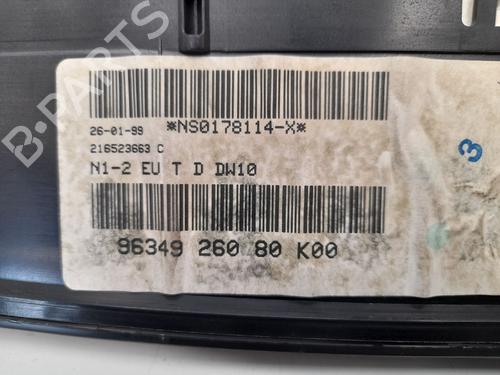 B-PARTS
26-01-99 *NS0178114-X*
216523663 C
N1-2 EU T D DW10
96349 260 80 K00
3